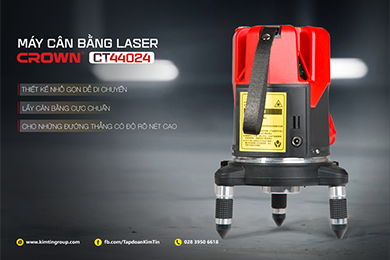 MÁY CÂN BẰNG LASER
CROWN CT44024
THIẾT KẾ NHỎ GỌN DỄ DI CHUYỂN
LẤY CÂN BẰNG CỰC CHUẨN
CHO NHỮNG ĐƯỜNG THẲNG CÓ ĐỘ RÕ NÉT CAO
www.kimtingroup.com
fb.com/TapdoanKimTin
028 3950 6618